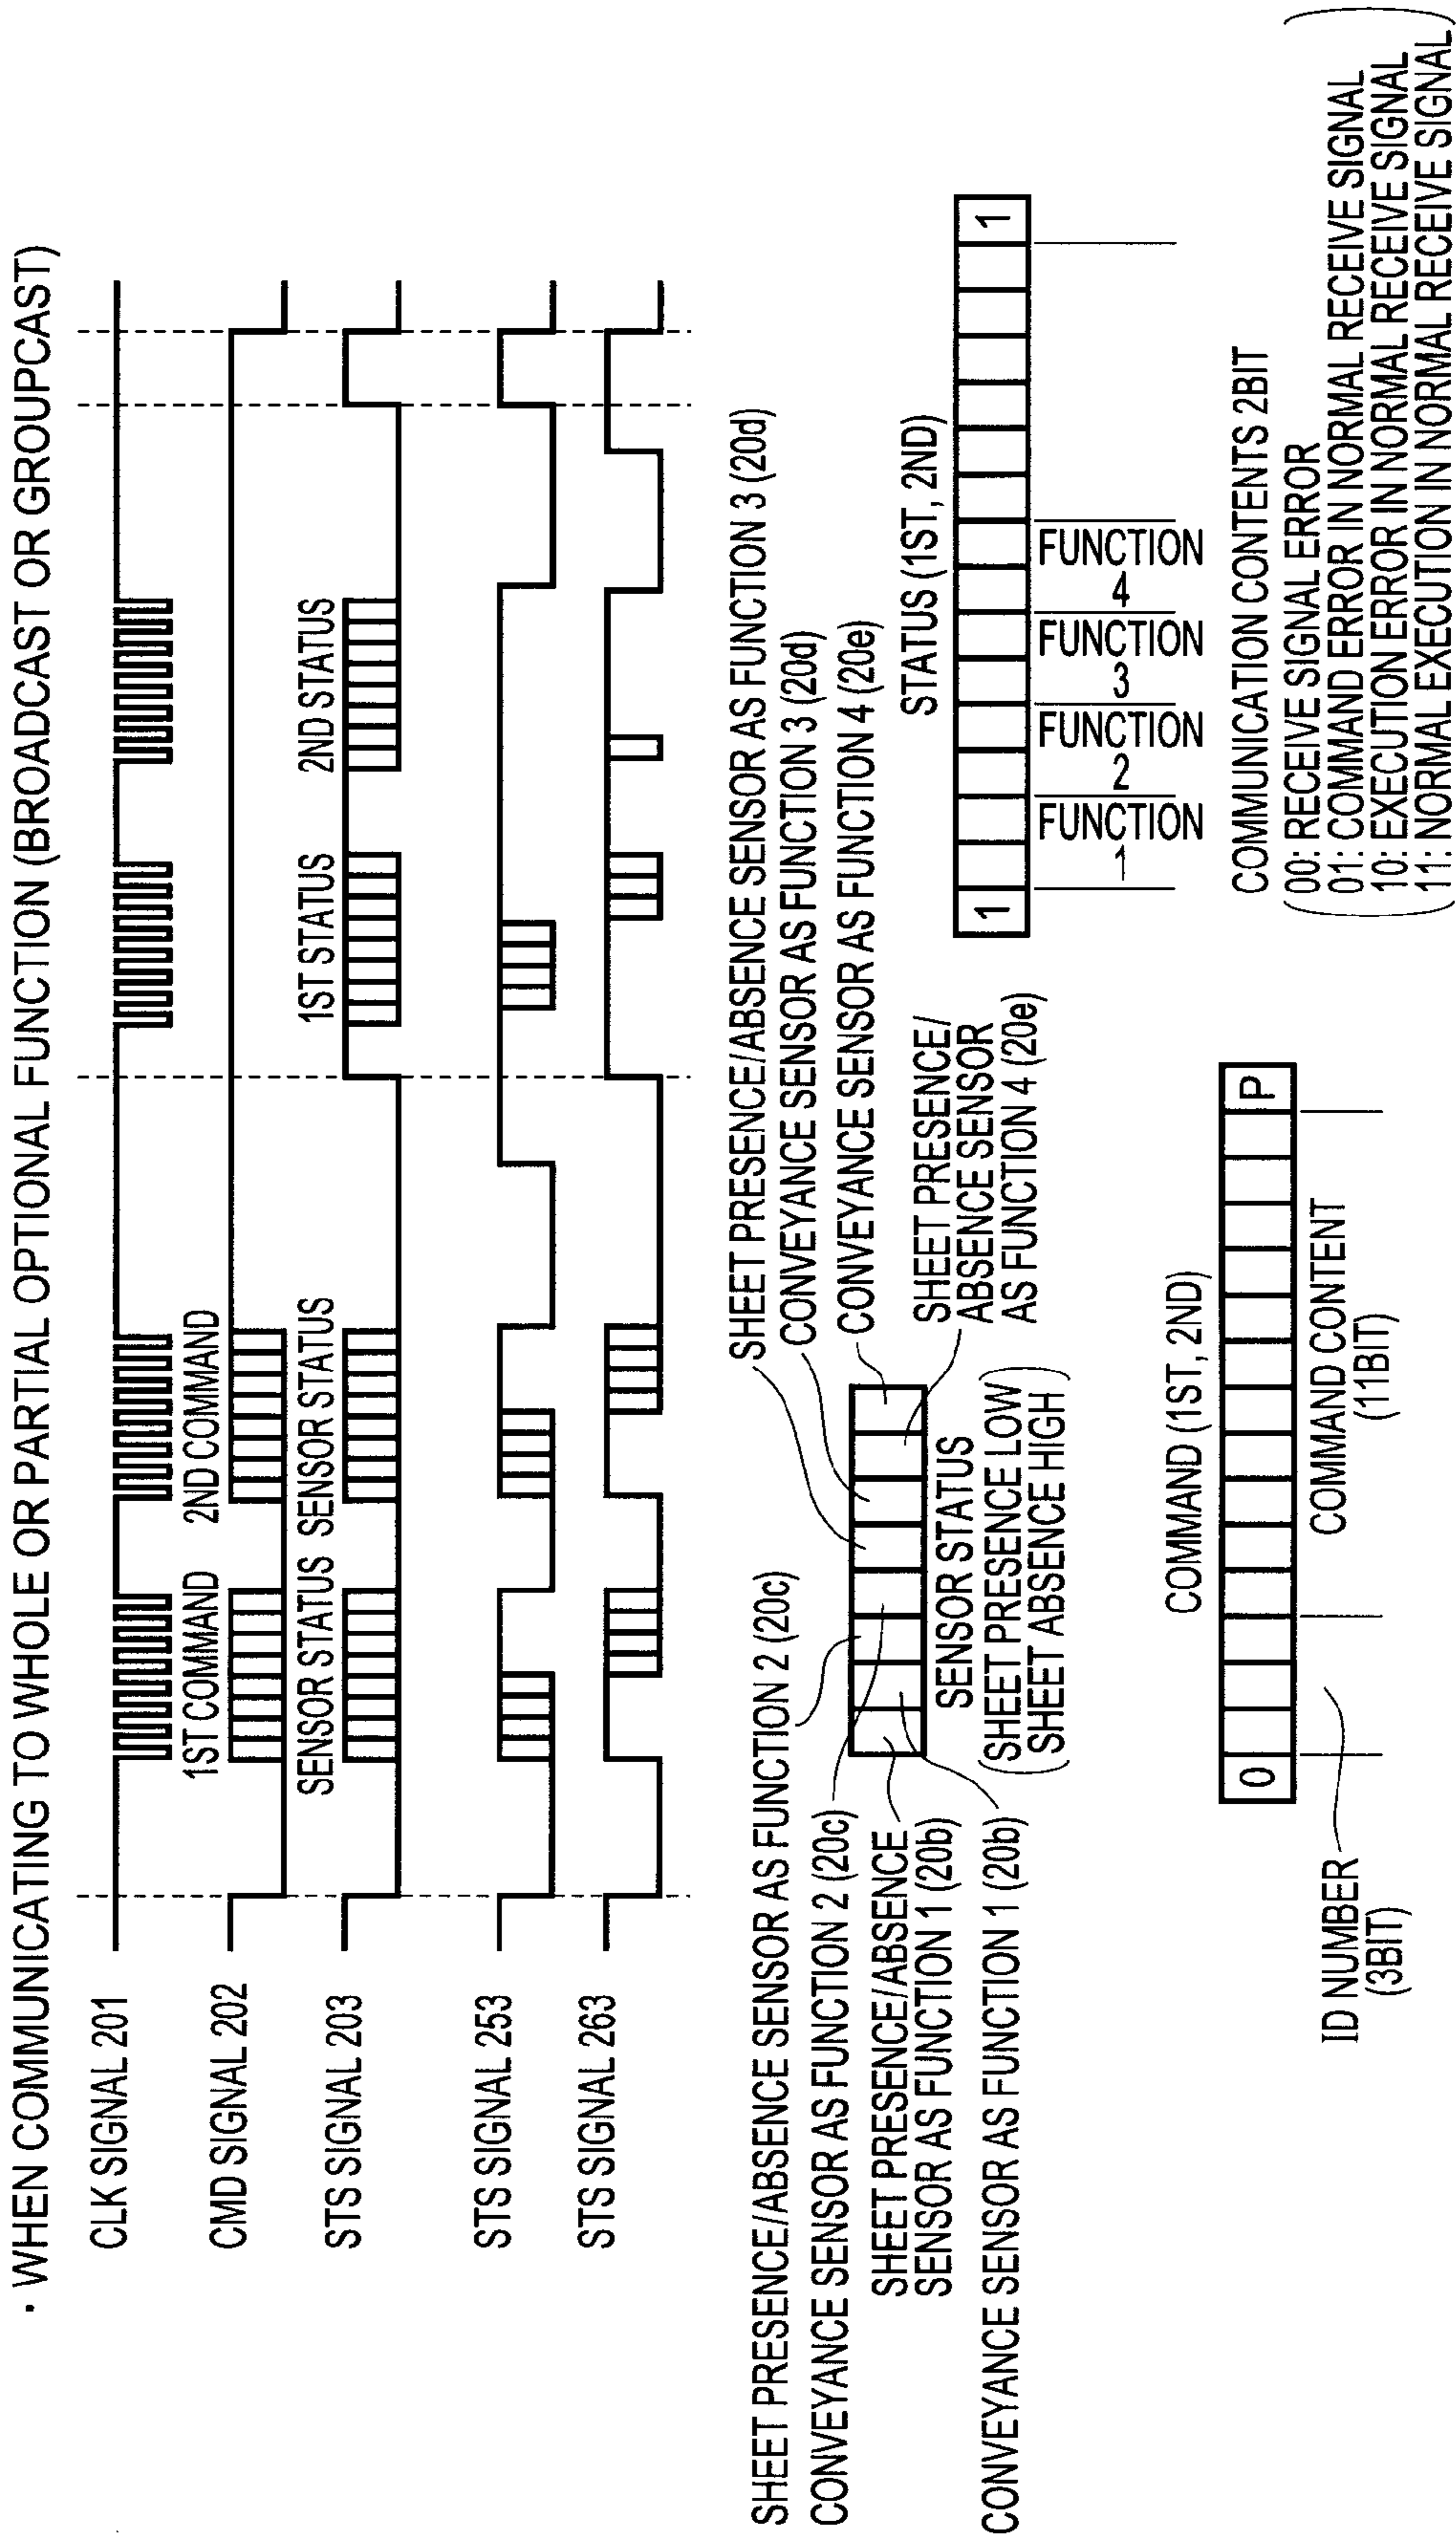 · WHEN COMMUNICATING TO WHOLE OR PARTIAL OPTIONAL FUNCTION (BROADCAST OR GROUPCAST)
CLK SIGNAL 201
1ST COMMAND
2ND COMMAND
CMD SIGNAL 202
SENSOR STATUS
SENSOR STATUS
1ST STATUS
2ND STATUS
STS SIGNAL 203
STS SIGNAL 253
STS SIGNAL 263
SHEET PRESENCE/ABSENCE SENSOR AS FUNCTION 2 (20c)
CONVEYANCE SENSOR AS FUNCTION 2 (20c)
SHEET PRESENCE/ABSENCE
SENSOR AS FUNCTION 1 (20b)
CONVEYANCE SENSOR AS FUNCTION 1 (20b)
SHEET PRESENCE/ABSENCE SENSOR AS FUNCTION 3 (20d)
CONVEYANCE SENSOR AS FUNCTION 3 (20d)
CONVEYANCE SENSOR AS FUNCTION 4 (20e)
SHEET PRESENCE/
ABSENCE SENSOR
AS FUNCTION 4 (20e)
SENSOR STATUS
(SHEET PRESENCE LOW
SHEET ABSENCE HIGH)
STATUS (1ST, 2ND)
1
1
FUNCTION
1
FUNCTION
2
FUNCTION
3
FUNCTION
4
COMMUNICATION CONTENTS 2BIT
(00: RECEIVE SIGNAL ERROR
01: COMMAND ERROR IN NORMAL RECEIVE SIGNAL
10: EXECUTION ERROR IN NORMAL RECEIVE SIGNAL
11: NORMAL EXECUTION IN NORMAL RECEIVE SIGNAL)
COMMAND (1ST, 2ND)
0
P
ID NUMBER
(3BIT)
COMMAND CONTENT
(11BIT)